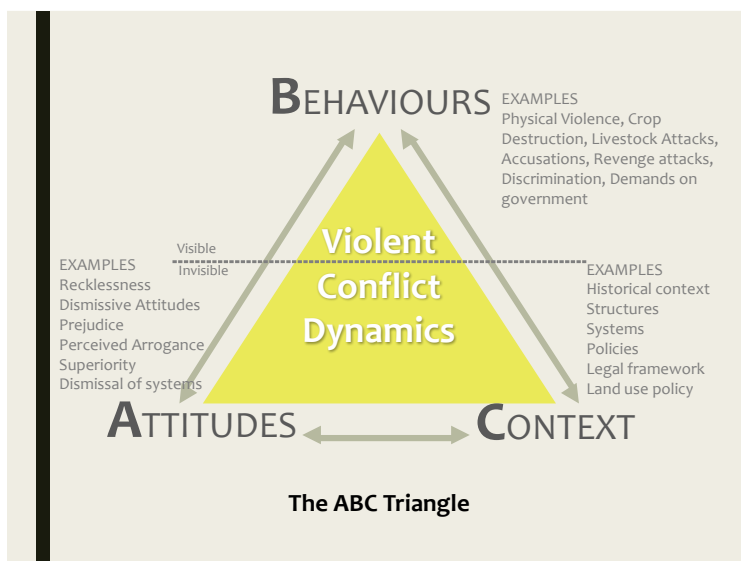 BEHAVIOURS
EXAMPLES
Physical Violence, Crop
Destruction, Livestock Attacks,
Accusations, Revenge attacks,
Discrimination, Demands on
government
Violent
Conflict
Dynamics
Visible
Invisible
EXAMPLES
Recklessness
Dismissive Attitudes
Prejudice
Perceived Arrogance
Superiority
Dismissal of systems
EXAMPLES
Historical context
Structures
Systems
Policies
Legal framework
Land use policy
ATTITUDES
CONTEXT
The ABC Triangle